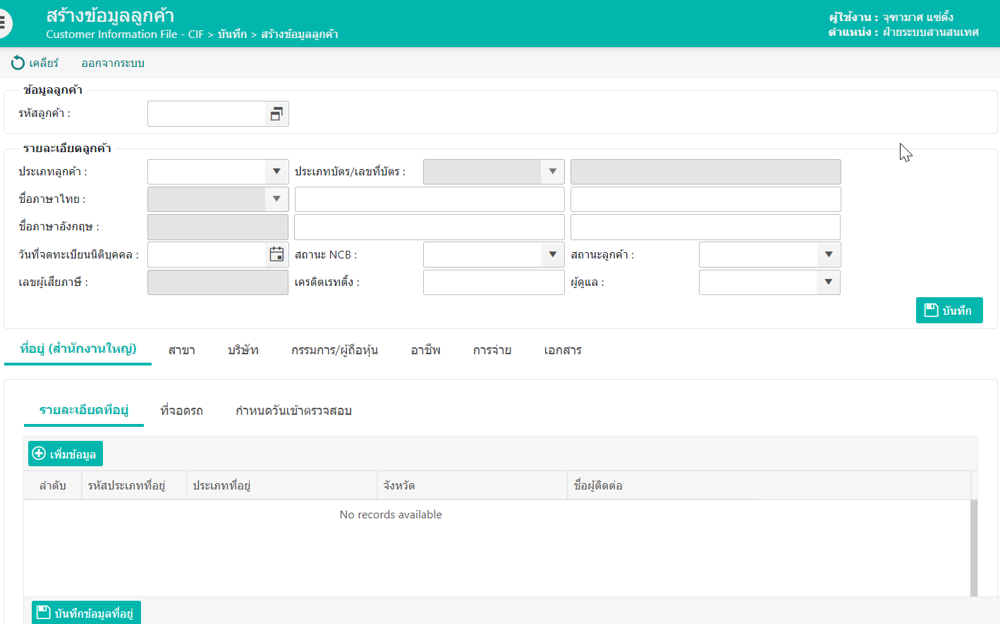 สร้างข้อมูลลูกค้า
Customer Information File - CIF > บันทึก > สร้างข้อมูลลูกค้า
ผู้ใช้งาน : จุฑามาศ แซ่ตั้ง
ตำแหน่ง : ฝ่ายระบบสานสนเทศ
เคลียร์ ออกจากระบบ
ข้อมูลลูกค้า
รหัสลูกค้า :
รายละเอียดลูกค้า
ประเภทลูกค้า : ประเภทบัตร/เลขที่บัตร :
ชื่อภาษาไทย :
ชื่อภาษาอังกฤษ :
วันที่จดทะเบียนนิติบุคคล : สถานะ NCB : สถานะลูกค้า :
เลขผู้เสียภาษี : เครดิตเรทติ้ง : ผู้ดูแล :
บันทึก
ที่อยู่ (สำนักงานใหญ่) สาขา บริษัท กรรมการ/ผู้ถือหุ้น อาชีพ การจ่าย เอกสาร
รายละเอียดที่อยู่ ที่จอดรถ กำหนดวันเข้าตรวจสอบ
เพิ่มข้อมูล
ลำดับ รหัสประเภทที่อยู่ ประเภทที่อยู่ จังหวัด ชื่อผู้ติดต่อ
No records available
บันทึกข้อมูลที่อยู่